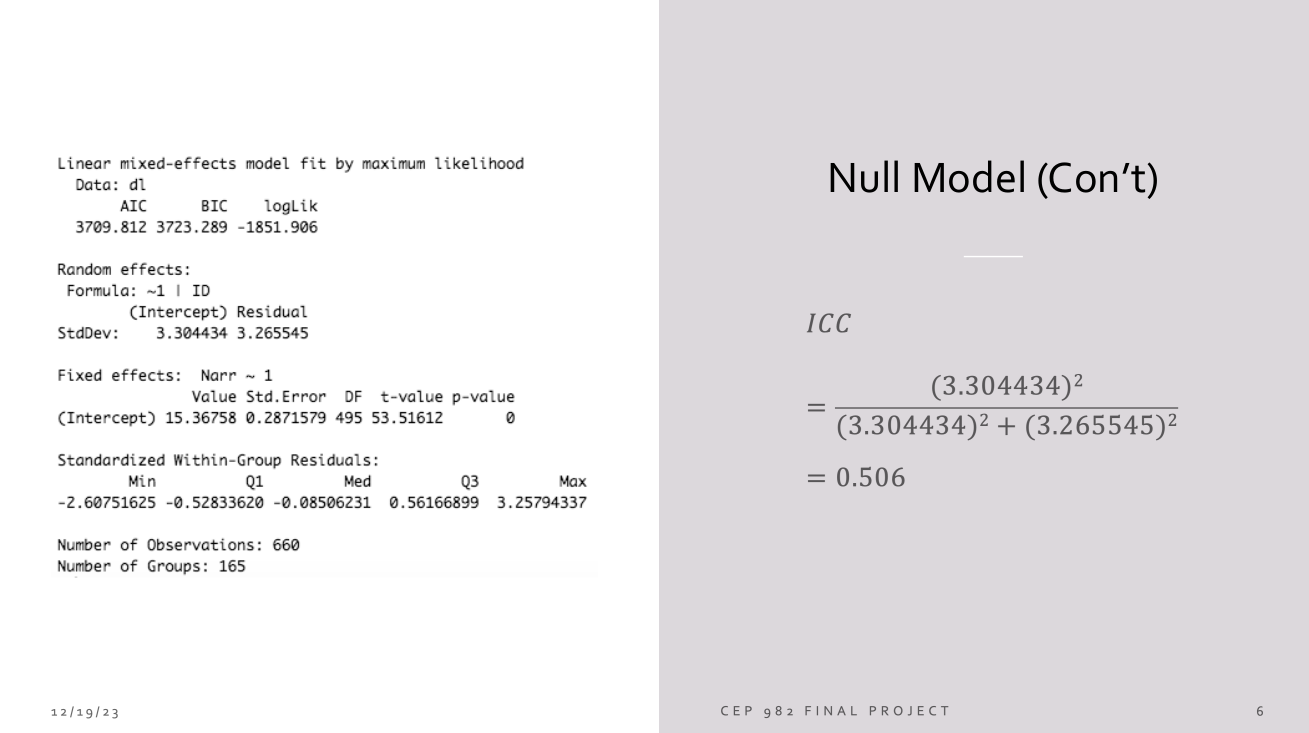 Linear mixed-effects model fit by maximum likelihood
Data: dl
AIC BIC logLik
3709.812 3723.289 -1851.906
Random effects:
Formula: ~1 | ID
(Intercept) Residual
StdDev: 3.304434 3.265545
Fixed effects: Narr ~ 1
Value Std.Error DF t-value p-value
(Intercept) 15.36758 0.2871579 495 53.51612 0
Standardized Within-Group Residuals:
Min Q1 Med Q3 Max
-2.60751625 -0.52833620 -0.08506231 0.56166899 3.25794337
Number of Observations: 660
Number of Groups: 165
Null Model (Con’t)
ICC
= (3.304434)² / (3.304434)² + (3.265545)²
= 0.506
12/19/23
CEP 982 FINAL PROJECT
6